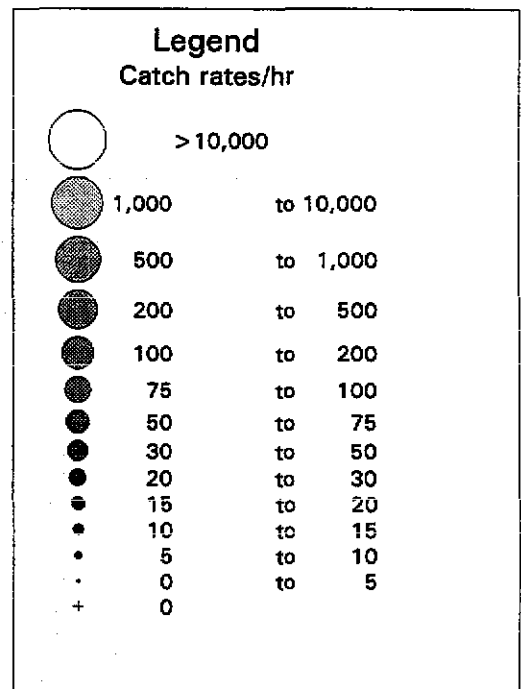 Legend
Catch rates/hr
>10,000
1,000 to 10,000
500 to 1,000
200 to 500
100 to 200
75 to 100
50 to 75
30 to 50
20 to 30
15 to 20
10 to 15
5 to 10
0 to 5
+ 0